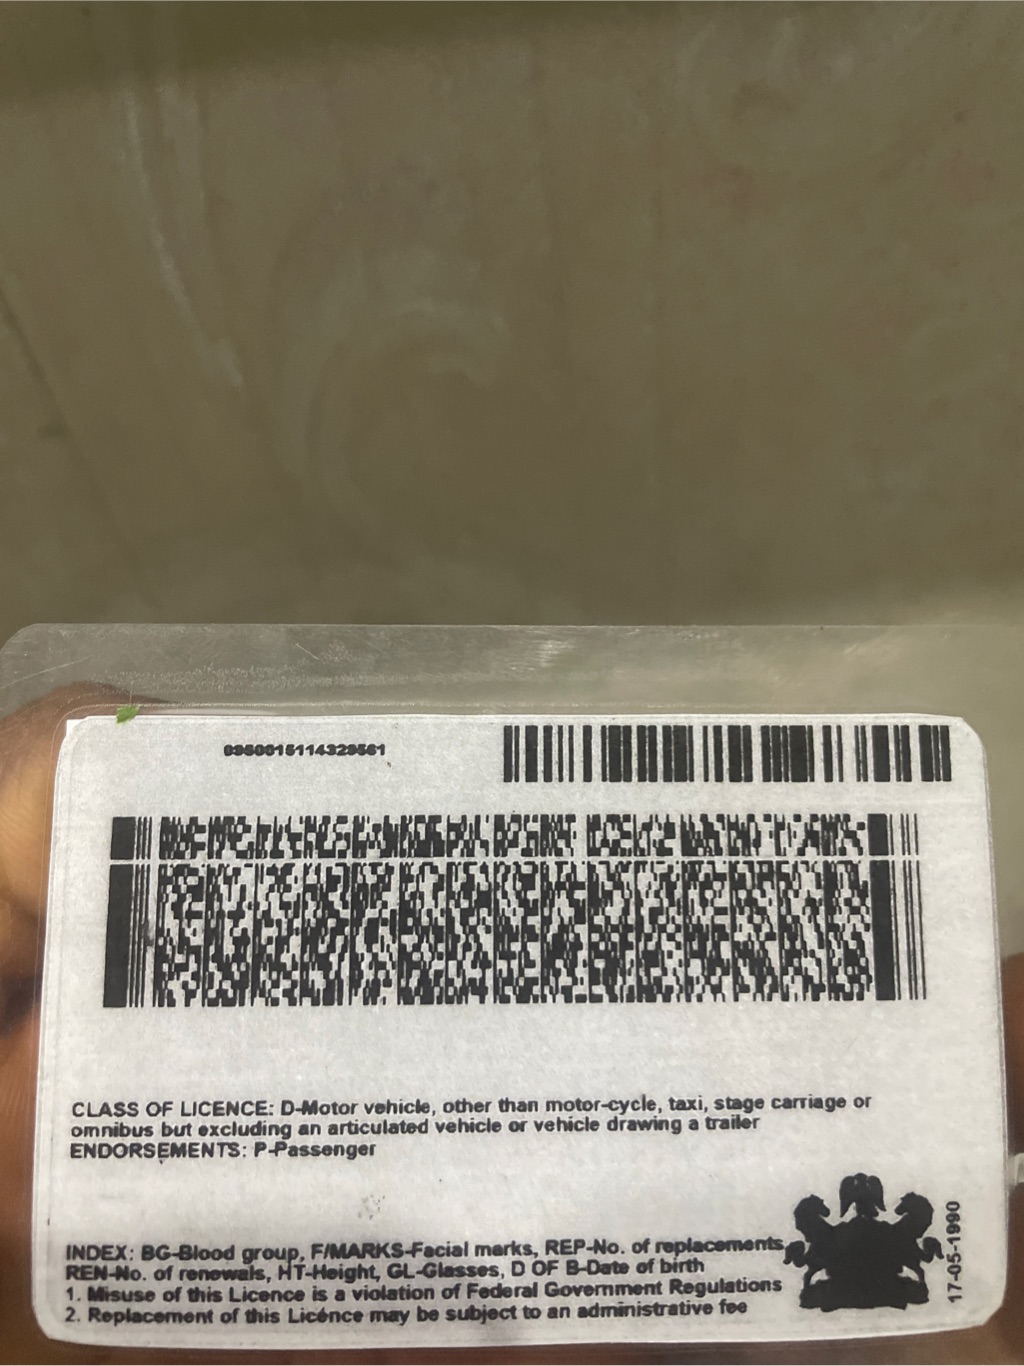 0950015114329561
CLASS OF LICENCE: D-Motor vehicle, other than motor-cycle, taxi, stage carriage or
omnibus but excluding an articulated vehicle or vehicle drawing a trailer
ENDORSEMENTS: P-Passenger
INDEX: BG-Blood group, F/MARKS-Facial marks, REP-No. of replacements,
REN-No. of renewals, HT-Height, GL-Glasses, D OF B-Date of birth
1. Misuse of this Licence is a violation of Federal Government Regulations
2. Replacement of this Licence may be subject to an administrative fee
17-05-1990